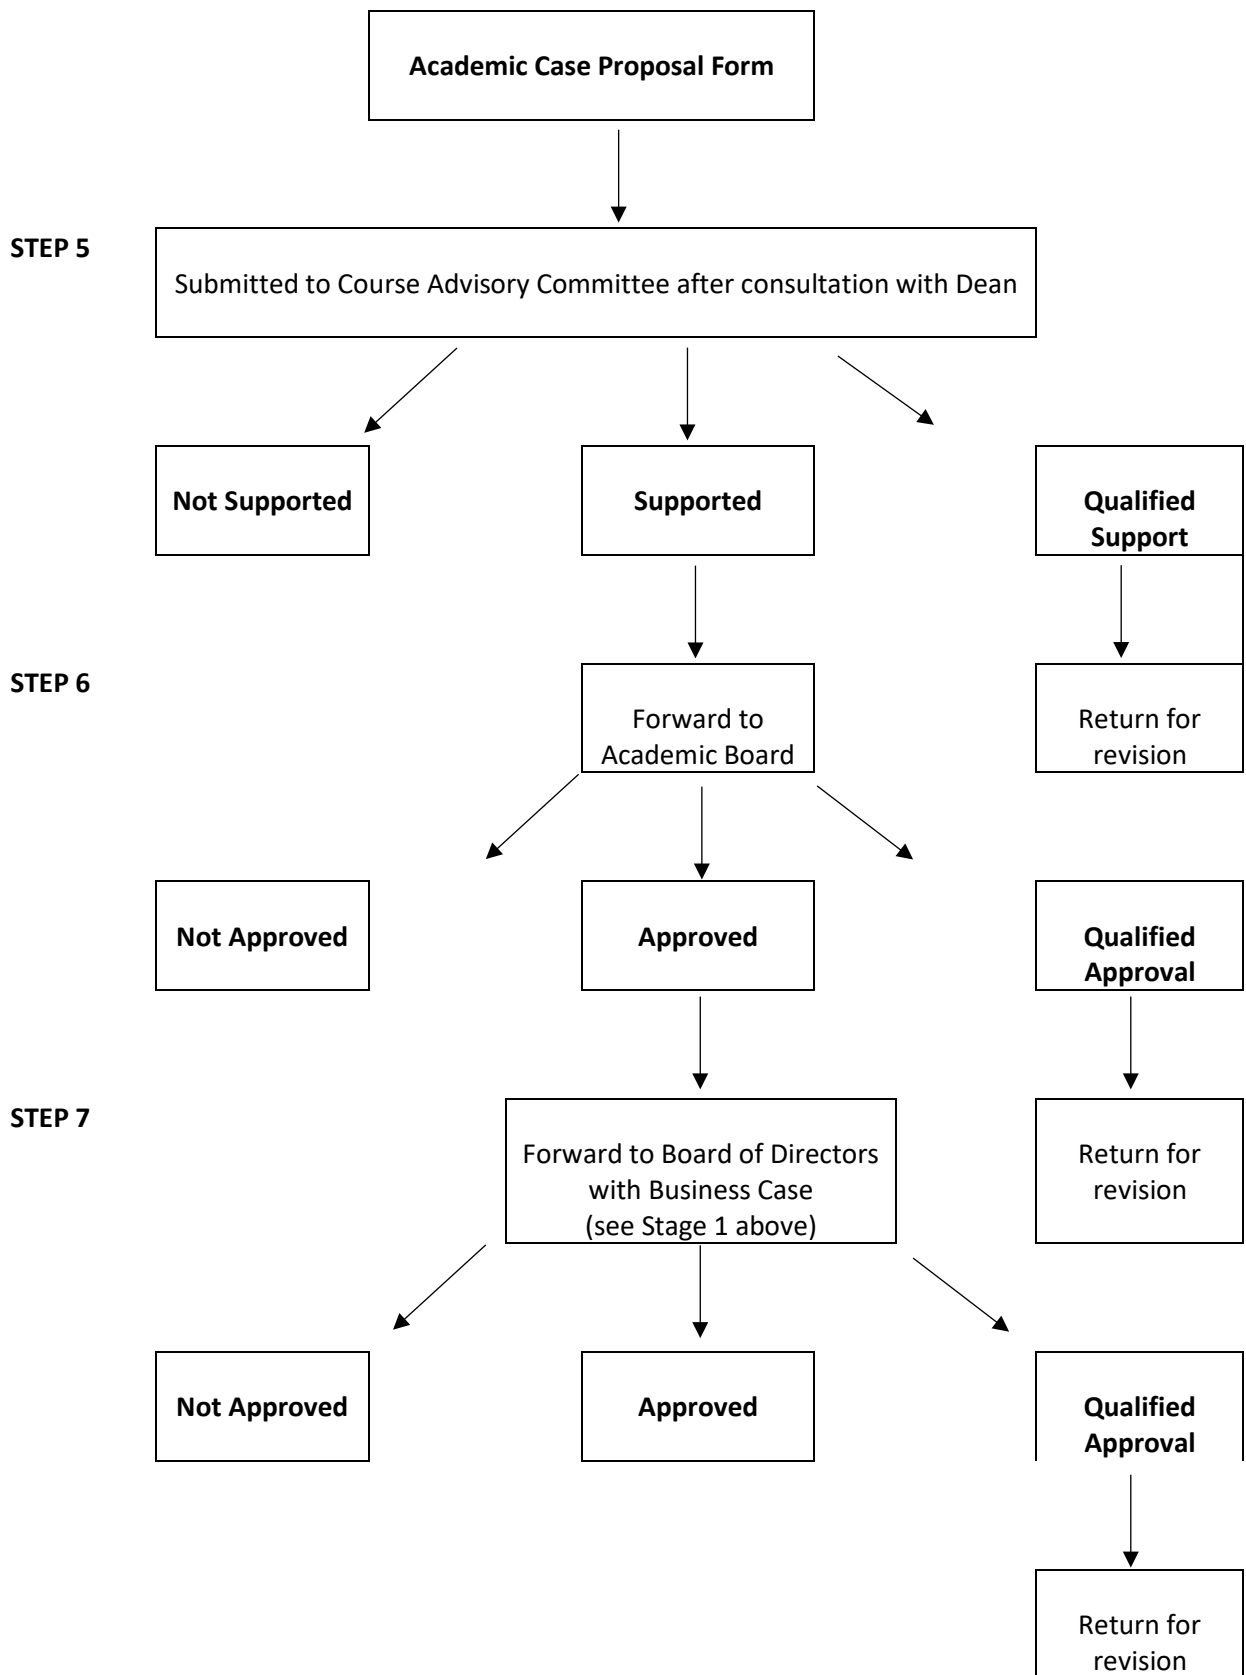 Academic Case Proposal Form
STEP 5
Submitted to Course Advisory Committee after consultation with Dean
Not Supported
Supported
Qualified
Support
STEP 6
Forward to
Academic Board
Return for
revision
Not Approved
Approved
Qualified
Approval
STEP 7
Forward to Board of Directors
with Business Case
(see Stage 1 above)
Return for
revision
Not Approved
Approved
Qualified
Approval
Return for
revision